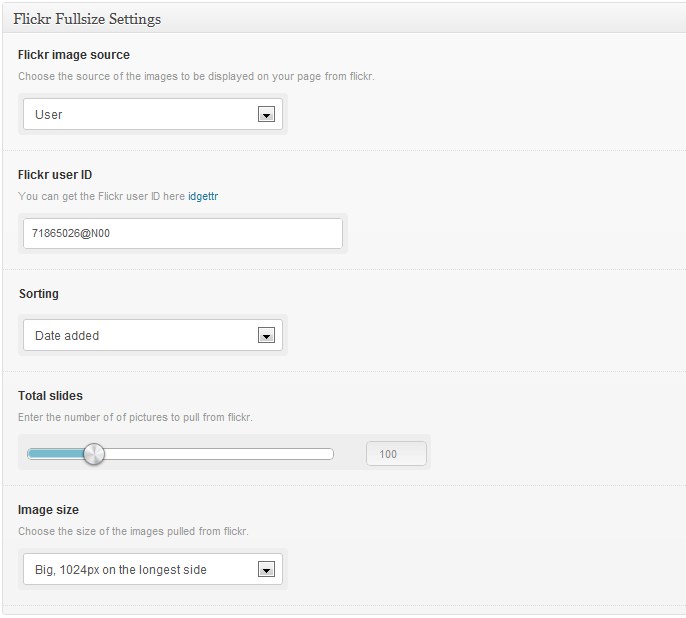 Flickr Fullsize Settings
Flickr image source
Choose the source of the images to be displayed on your page from flickr.
User
Flickr user ID
You can get the Flickr user ID here idgettr
71865026@N00
Sorting
Date added
Total slides
Enter the number of of pictures to pull from flickr.
100
Image size
Choose the size of the images pulled from flickr.
Big, 1024px on the longest side